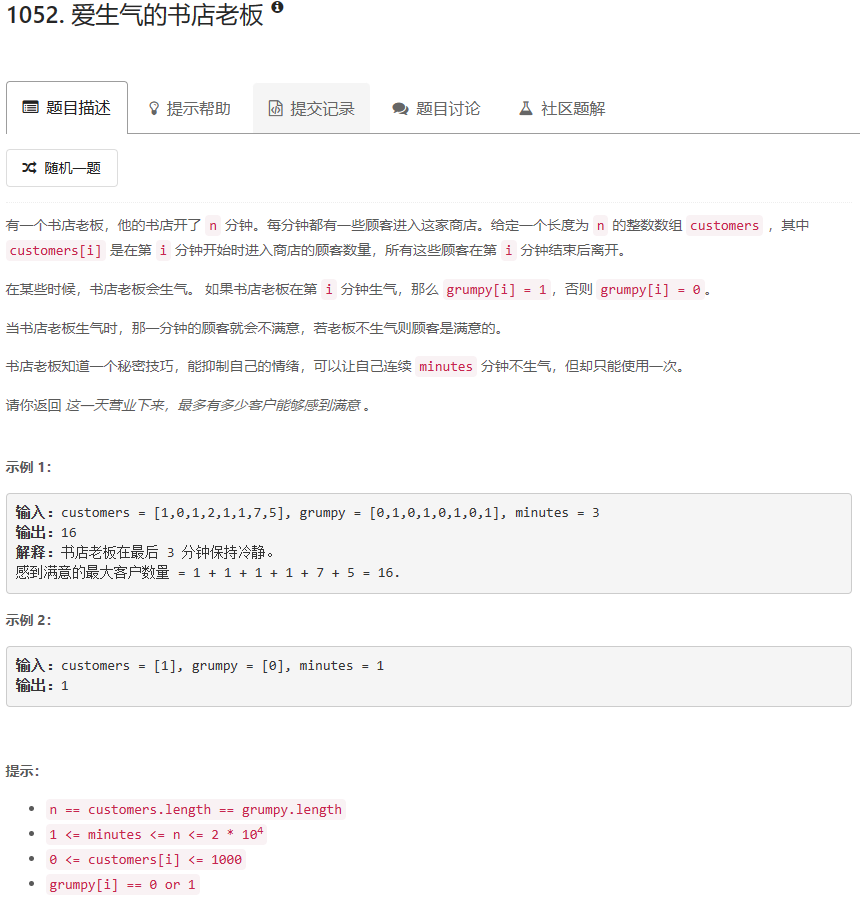 1052. 爱生气的书店老板
题目描述
提示帮助
提交记录
题目讨论
社区题解
随机一题
有一个书店老板，他的书店开了 n 分钟。每分钟都有一些顾客进入这家商店。给定一个长度为 n 的整数数组 customers ，其中
customers[i] 是在第 i 分钟开始时进入商店的顾客数量，所有这些顾客在第 i 分钟结束后离开。
在某些时候，书店老板会生气。 如果书店老板在第 i 分钟生气，那么 grumpy[i] = 1，否则 grumpy[i] = 0。
当书店老板生气时，那一分钟的顾客就会不满意，若老板不生气则顾客是满意的。
书店老板知道一个秘密技巧，能抑制自己的情绪，可以让自己连续 minutes 分钟不生气，但却只能使用一次。
请你返回 这一天营业下来，最多有多少客户能够感到满意 。
示例 1：
输入：customers = [1,0,1,2,1,1,7,5], grumpy = [0,1,0,1,0,1,0,1], minutes = 3
输出：16
解释：书店老板在最后 3 分钟保持冷静。
感到满意的最大客户数量 = 1 + 1 + 1 + 1 + 7 + 5 = 16.
示例 2：
输入：customers = [1], grumpy = [0], minutes = 1
输出：1
提示：
n == customers.length == grumpy.length
1 <= minutes <= n <= 2 * 10⁴
0 <= customers[i] <= 1000
grumpy[i] == 0 or 1